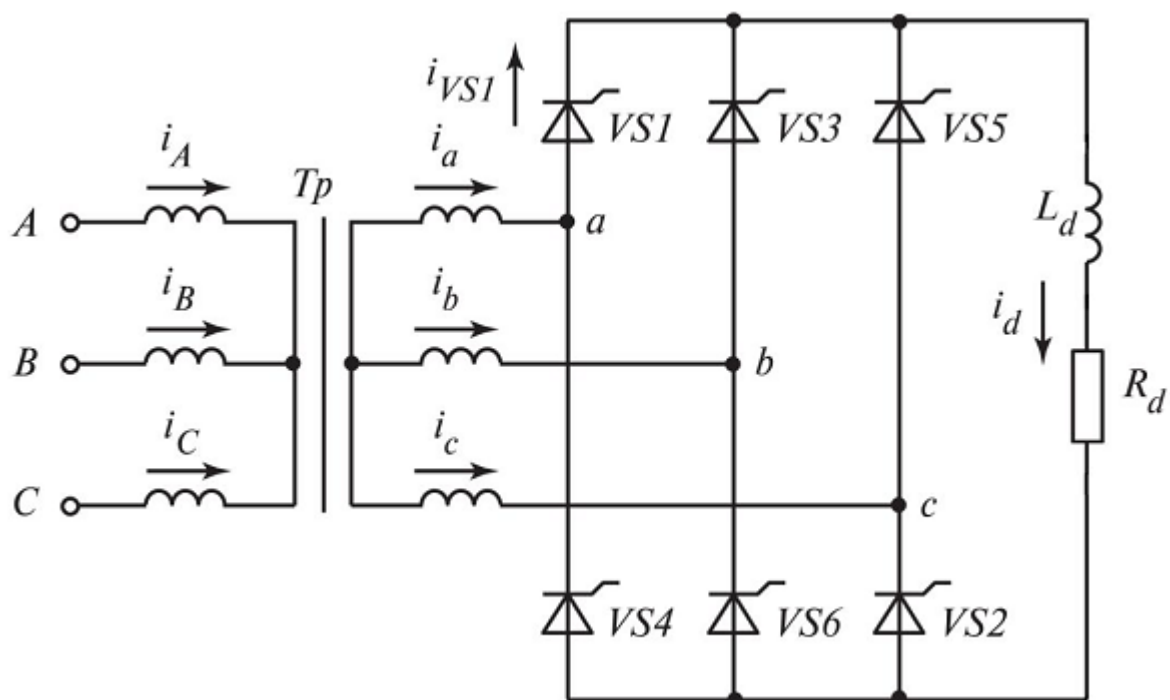 i_VS1
VS1 VS3 VS5
i_A Tp i_a
A a L_d
i_B i_b i_d
B b R_d
i_C i_c
C c
VS4 VS6 VS2